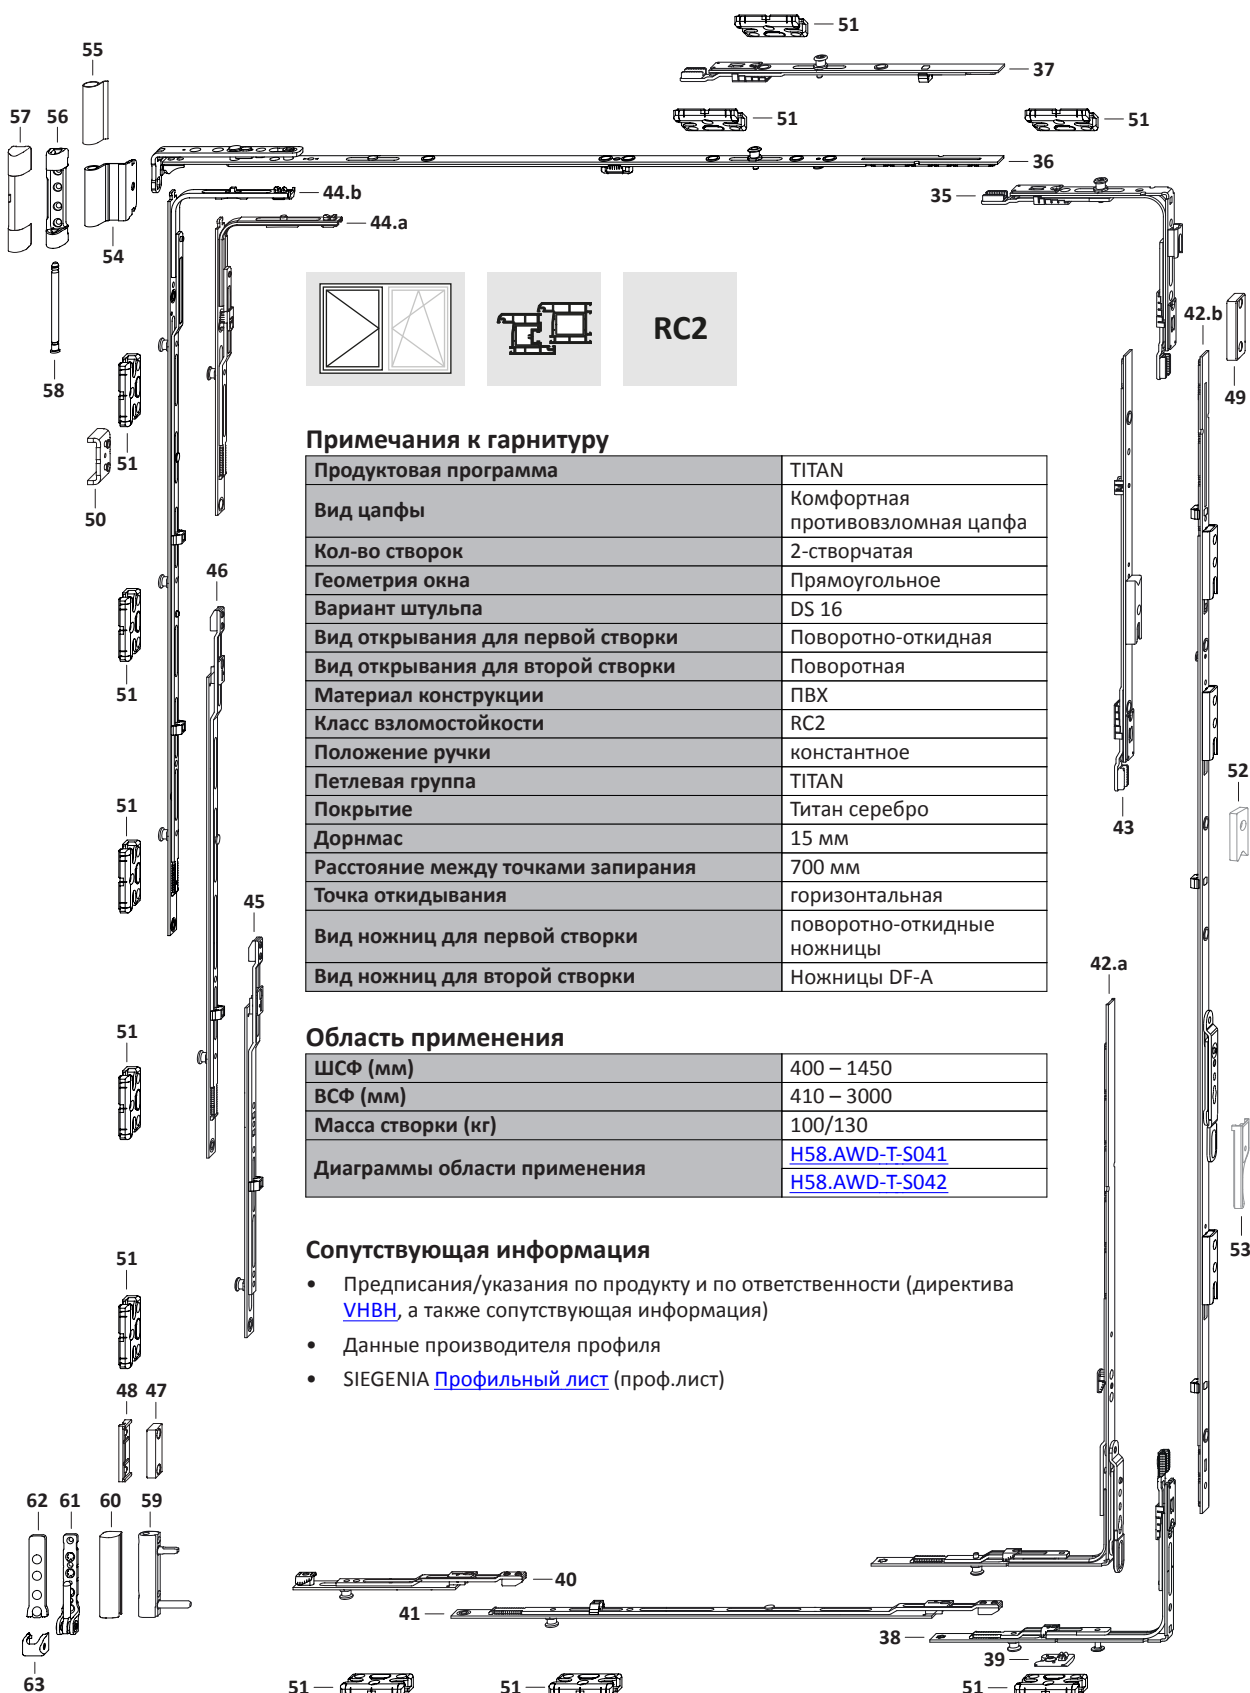 51
55
37
57 56
51
51
36
44.b
35
44.a
54
RC2
42.b
58
49
Примечания к гарнитуру
Продуктовая программа TITAN
51
Вид цапфы Комфортная
противовзломная цапфа
50
Кол-во створок 2-створчатая
46
Геометрия окна Прямоугольное
Вариант штульпа DS 16
Вид открывания для первой створки Поворотно-откидная
Вид открывания для второй створки Поворотная
51
Материал конструкции ПВХ
Класс взломостойкости RC2
Положение ручки константное
Петлевая группа TITAN
52
Покрытие Титан серебро
51
43
Дорнмас 15 мм
Расстояние между точками запирания 700 мм
Точка откидывания горизонтальная
45
Вид ножниц для первой створки поворотно-откидные
ножницы
Вид ножниц для второй створки Ножницы DF-A
42.a
51
Область применения
ШСФ (мм) 400 – 1450
ВСФ (мм) 410 – 3000
Масса створки (кг) 100/130
Диаграммы области применения H58.AWD-T-S041
H58.AWD-T-S042
53
51
Сопутствующая информация
• Предписания/указания по продукту и по ответственности (директива
VHBH, а также сопутствующая информация)
• Данные производителя профиля
• SIEGENIA Профильный лист (проф.лист)
48 47
62 61 60 59
40
41
38
39
63
51
51
51